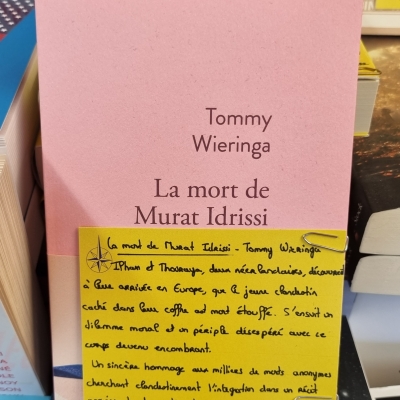 Tommy
Wieringa
La mort de
Murat Idrissi
La mort de Murat Idrissi - Tommy Wieringa
Ilham et Thouraya, deux néerlandaises, découvrent
à leur arrivée en Europe, que le jeune clandestin
caché dans leur coffre est mort étouffé. S'ensuit un
dilemme moral et un périple désespéré avec ce
corps devenu encombrant.
Un sincère hommage aux milliers de morts anonymes
cherchant clandestinement l'intégration dans un récit